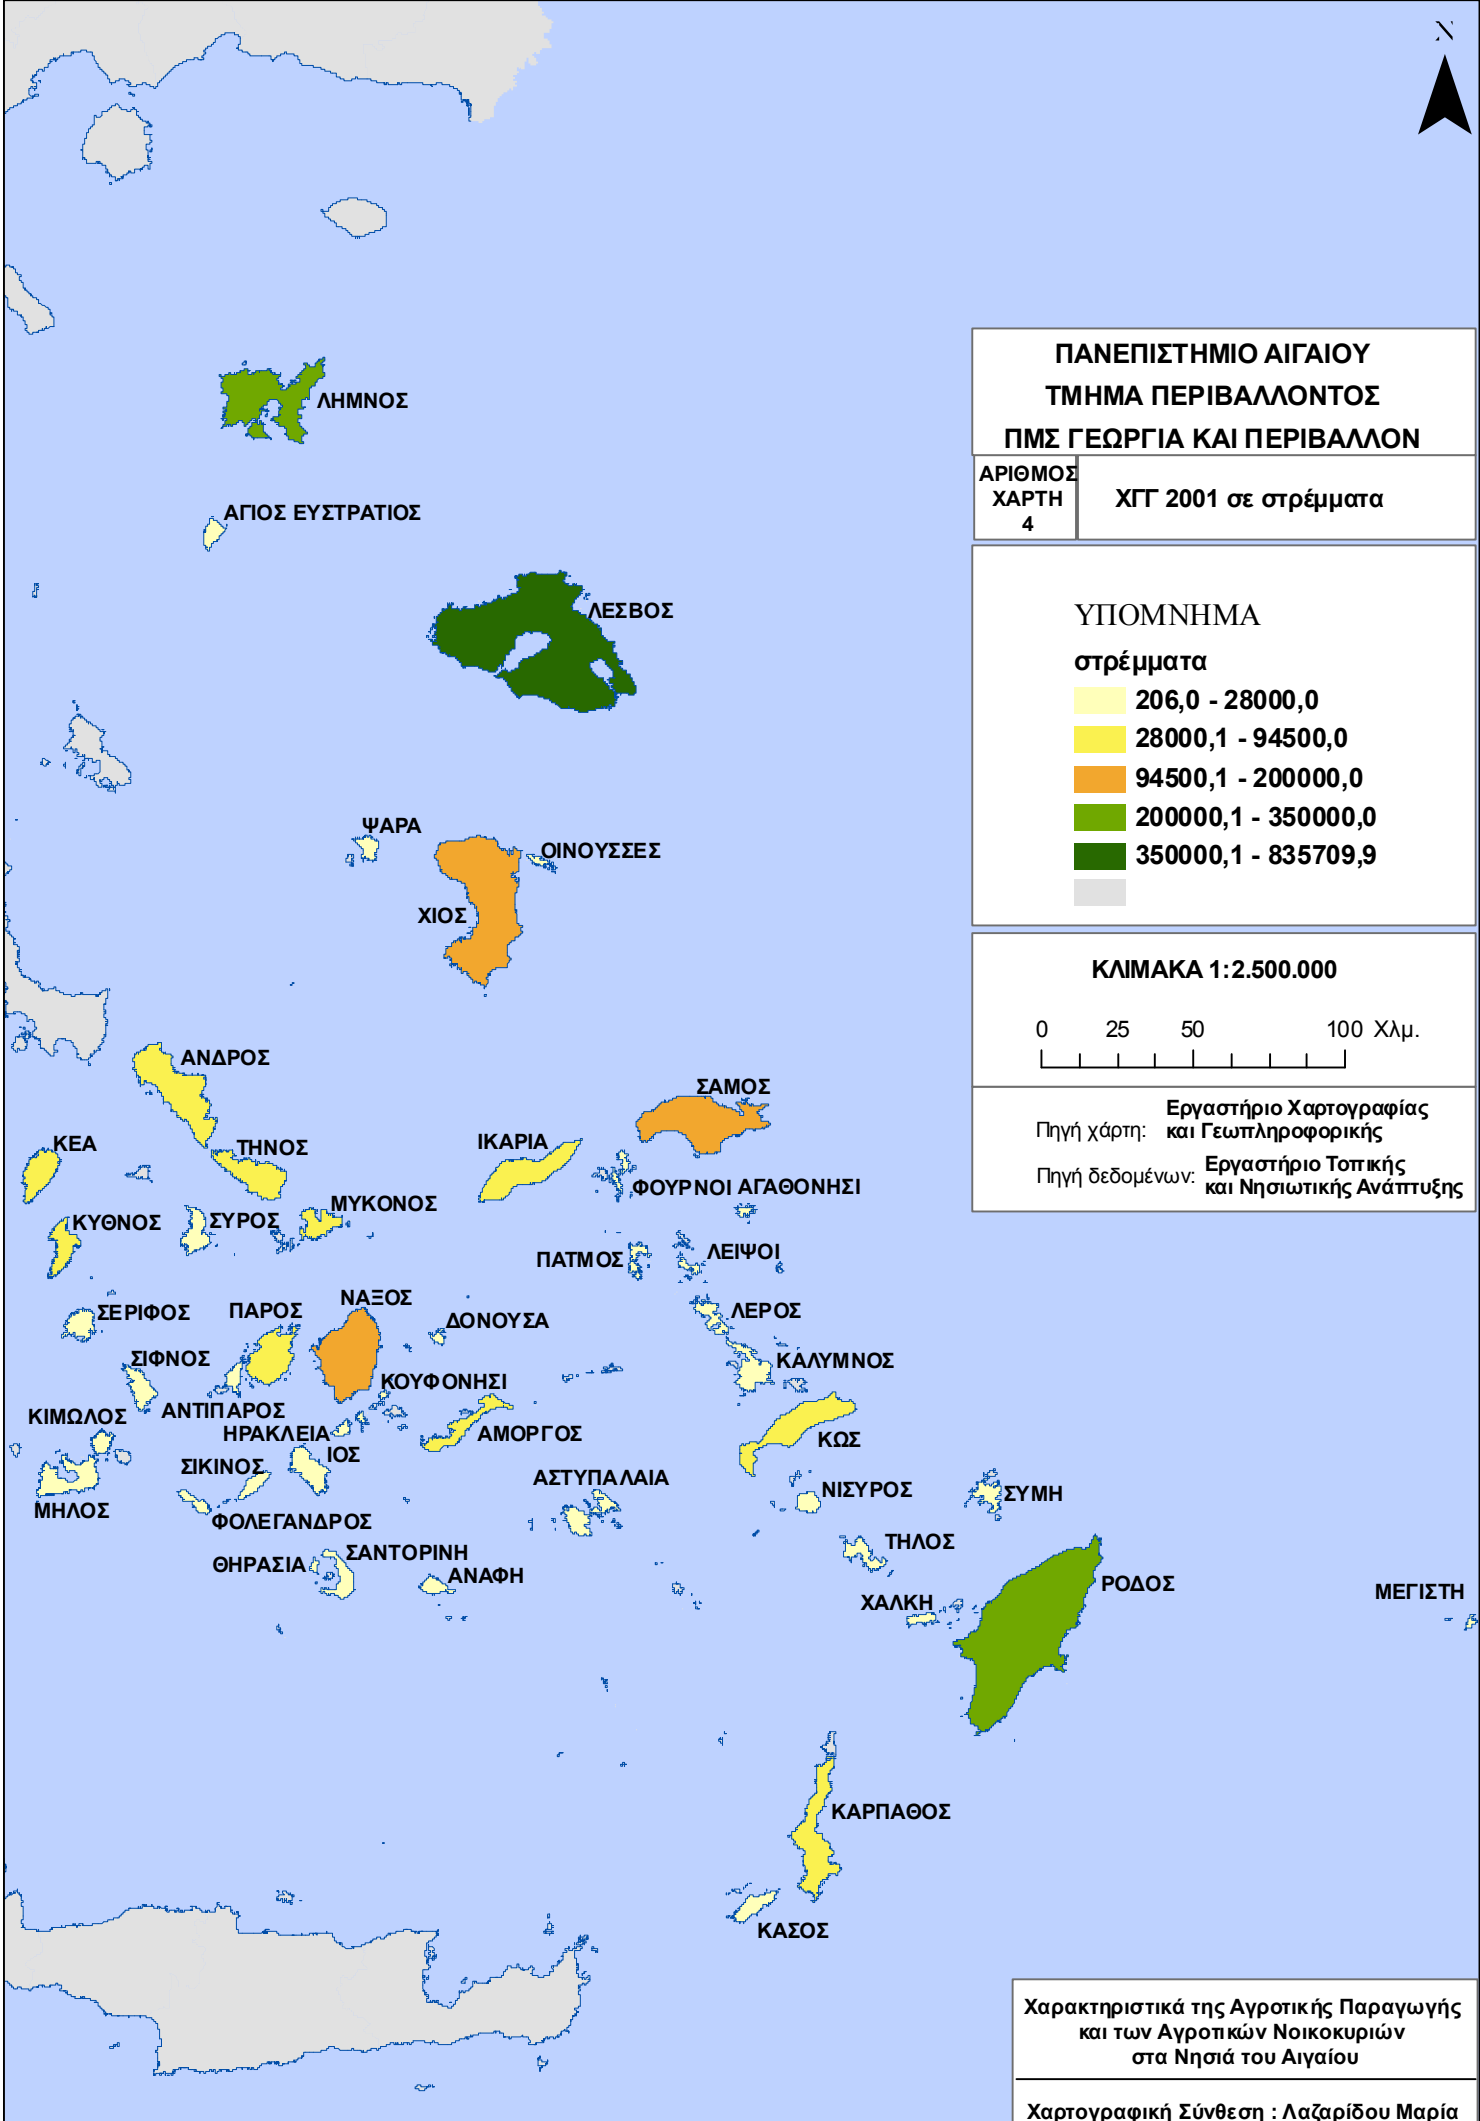 N
ΠΑΝΕΠΙΣΤΗΜΙΟ ΑΙΓΑΙΟΥ
ΤΜΗΜΑ ΠΕΡΙΒΑΛΛΟΝΤΟΣ
ΠΜΣ ΓΕΩΡΓΙΑ ΚΑΙ ΠΕΡΙΒΑΛΛΟΝ
ΑΡΙΘΜΟΣ
ΧΑΡΤΗ
4
ΧΓΓ 2001 σε στρέμματα
ΥΠΟΜΝΗΜΑ
στρέμματα
206,0 - 28000,0
28000,1 - 94500,0
94500,1 - 200000,0
200000,1 - 350000,0
350000,1 - 835709,9
ΚΛΙΜΑΚΑ 1:2.500.000
0 25 50 100 Χλμ.
Πηγή χάρτη: Εργαστήριο Χαρτογραφίας
και Γεωπληροφορικής
Πηγή δεδομένων: Εργαστήριο Τοπικής
και Νησιωτικής Ανάπτυξης
ΛΗΜΝΟΣ
ΑΓΙΟΣ ΕΥΣΤΡΑΤΙΟΣ
ΛΕΣΒΟΣ
ΨΑΡΑ
ΟΙΝΟΥΣΣΕΣ
ΧΙΟΣ
ΑΝΔΡΟΣ
ΣΑΜΟΣ
ΚΕΑ
ΤΗΝΟΣ
ΙΚΑΡΙΑ
ΦΟΥΡΝΟΙ ΑΓΑΘΟΝΗΣΙ
ΚΥΘΝΟΣ
ΣΥΡΟΣ
ΜΥΚΟΝΟΣ
ΠΑΤΜΟΣ
ΛΕΙΨΟΙ
ΣΕΡΙΦΟΣ
ΠΑΡΟΣ
ΝΑΞΟΣ
ΔΟΝΟΥΣΑ
ΛΕΡΟΣ
ΣΙΦΝΟΣ
ΚΑΛΥΜΝΟΣ
ΚΟΥΦΟΝΗΣΙ
ΑΝΤΙΠΑΡΟΣ
ΚΙΜΩΛΟΣ
ΗΡΑΚΛΕΙΑ
ΑΜΟΡΓΟΣ
ΚΩΣ
ΙΟΣ
ΣΙΚΙΝΟΣ
ΑΣΤΥΠΑΛΑΙΑ
ΝΙΣΥΡΟΣ
ΣΥΜΗ
ΜΗΛΟΣ
ΦΟΛΕΓΑΝΔΡΟΣ
ΤΗΛΟΣ
ΣΑΝΤΟΡΙΝΗ
ΘΗΡΑΣΙΑ
ΑΝΑΦΗ
ΡΟΔΟΣ
ΜΕΓΙΣΤΗ
ΧΑΛΚΗ
ΚΑΡΠΑΘΟΣ
ΚΑΣΟΣ
Χαρακτηριστικά της Αγροτικής Παραγωγής
και των Αγροτικών Νοικοκυριών
στα Νησιά του Αιγαίου
Χαρτογραφική Σύνθεση : Λαζαρίδου Μαρία